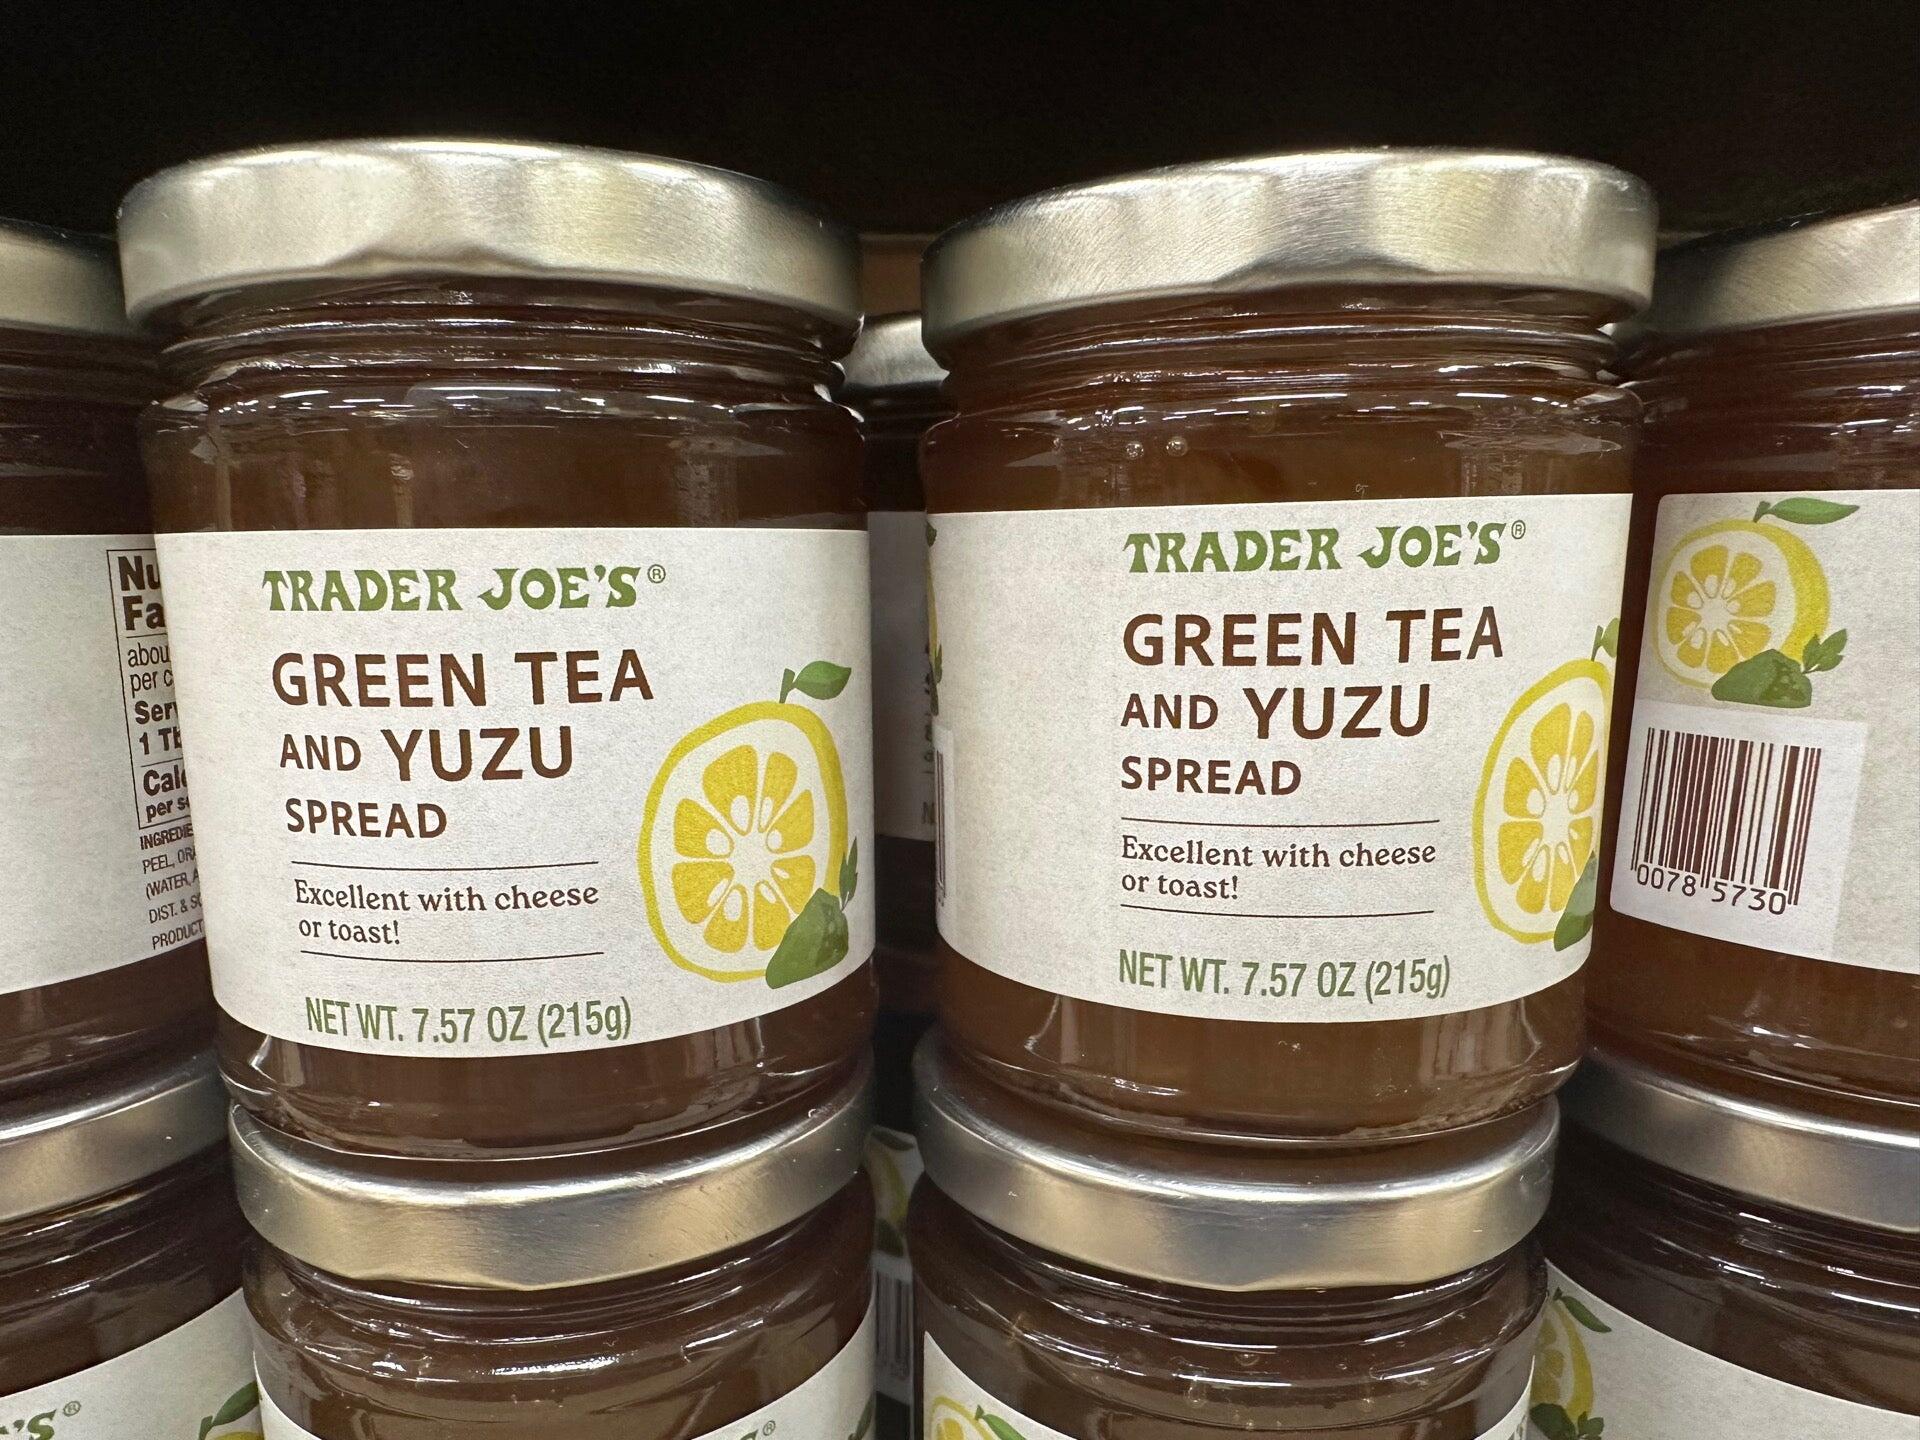 Nu
Fa
abou
per c
Serv
1 Tb
Calo
per se
INGREDIE
PEEL, ORA
(WATER, A
DIST. & SO
PRODUCT
TRADER JOE'S®
GREEN TEA
AND YUZU
SPREAD
Excellent with cheese
or toast!
NET WT. 7.57 OZ (215g)
TRADER JOE'S®
GREEN TEA
AND YUZU
SPREAD
Excellent with cheese
or toast!
NET WT. 7.57 OZ (215g)
0078 5730
'S®
®